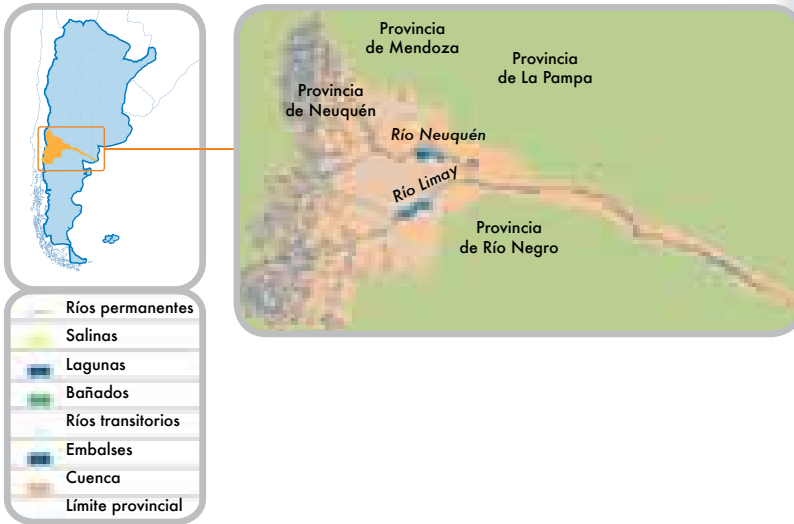 Provincia
de Mendoza
Provincia
de La Pampa
Provincia
de Neuquén
Río Neuquén
Río Limay
Provincia
de Río Negro
Ríos permanentes
Salinas
Lagunas
Bañados
Ríos transitorios
Embalses
Cuenca
Límite provincial